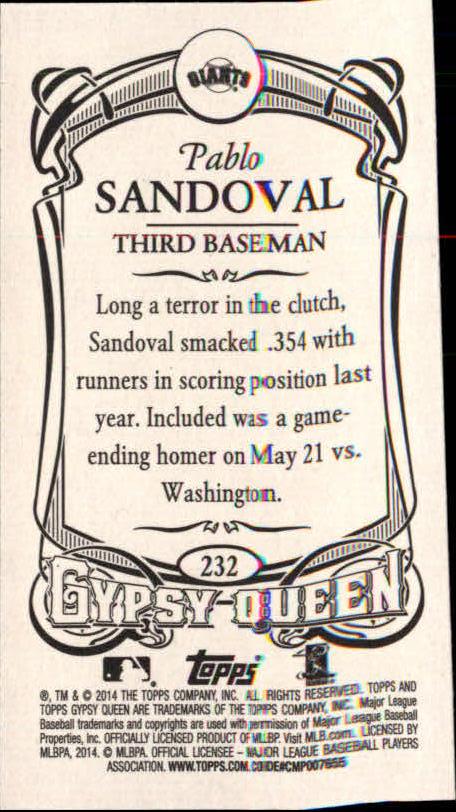 GIANTS
Pablo
SANDOVAL
THIRD BASEMAN
Long a terror in the clutch,
Sandoval smacked .354 with
runners in scoring position last
year. Included was a game-
ending homer on May 21 vs.
Washington.
232
GYPSY QUEEN
topps
®, TM & © 2014 THE TOPPS COMPANY, INC. ALL RIGHTS RESERVED. TOPPS AND
TOPPS GYPSY QUEEN ARE TRADEMARKS OF THE TOPPS COMPANY, INC. Major League
Baseball trademarks and copyrights are used with permission of Major League Baseball
Properties, Inc. OFFICIALLY LICENSED PRODUCT OF MLBP. Visit MLB.com. LICENSED BY
MLBPA, 2014. © MLBPA. OFFICIAL LICENSEE – MAJOR LEAGUE BASEBALL PLAYERS
ASSOCIATION. WWW.TOPPS.COM. CODE#CMP007655